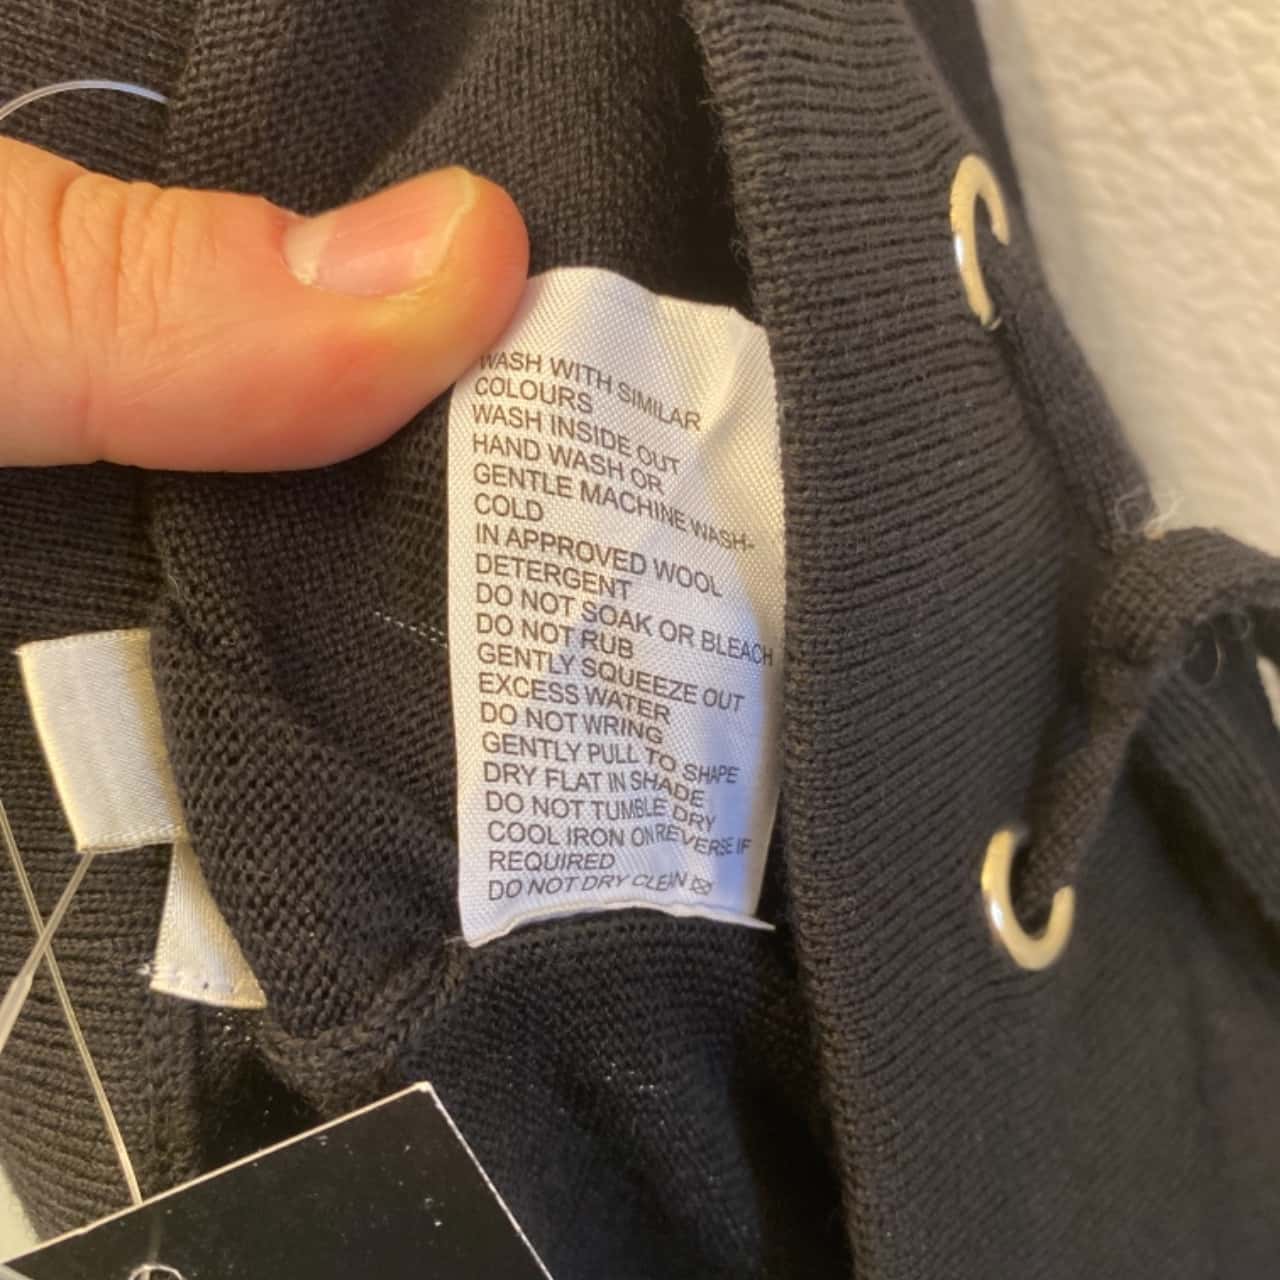 WASH WITH SIMILAR
COLOURS
WASH INSIDE OUT
HAND WASH OR
GENTLE MACHINE WASH-
COLD
IN APPROVED WOOL
DETERGENT
DO NOT SOAK OR BLEACH
DO NOT RUB
GENTLY SQUEEZE OUT
EXCESS WATER
DO NOT WRING
GENTLY PULL TO SHAPE
DRY FLAT IN SHADE
DO NOT TUMBLE DRY
COOL IRON ON REVERSE IF
REQUIRED
DO NOT DRY CLEAN